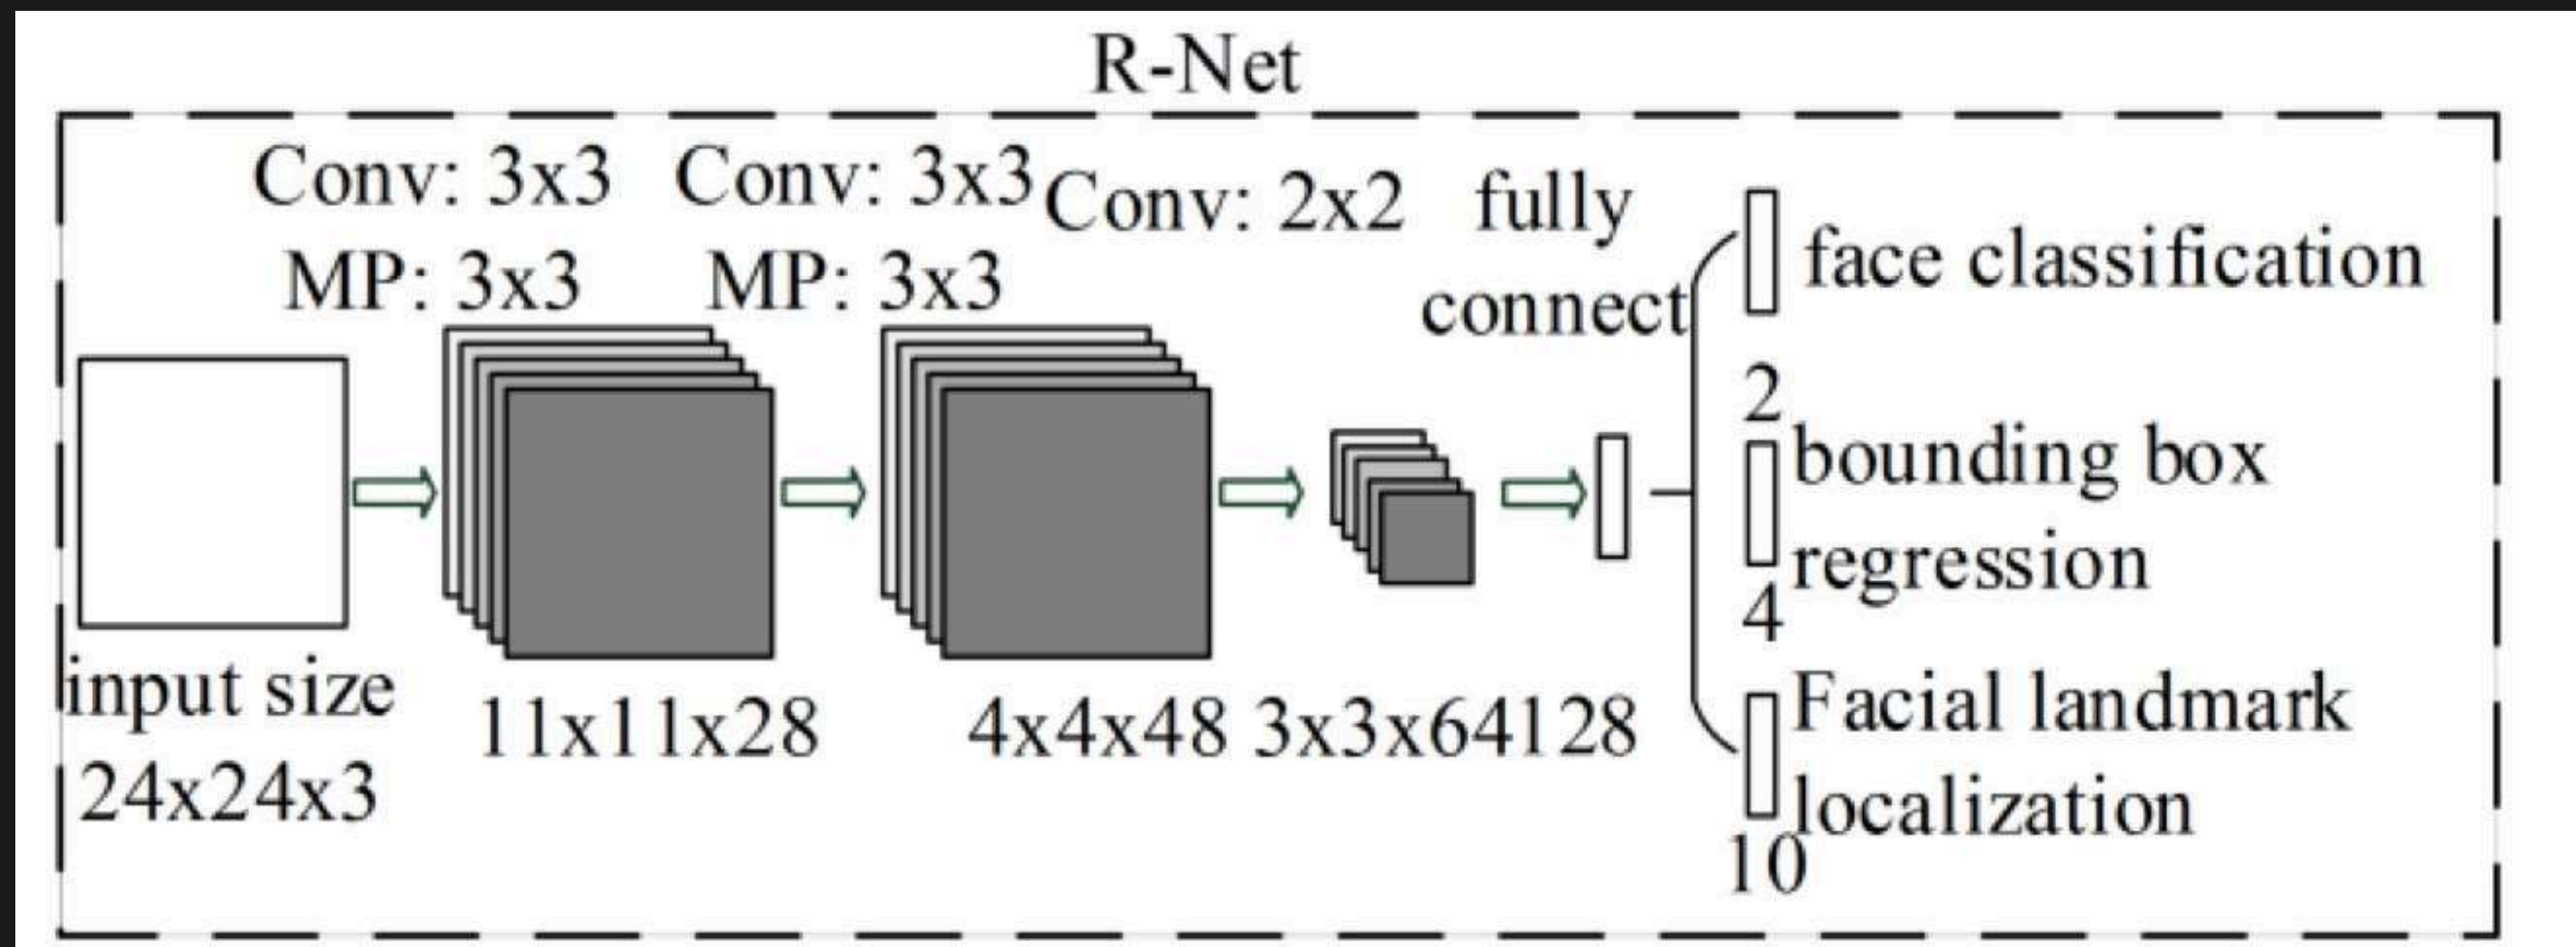 R-Net
Conv: 3x3
MP: 3x3
Conv: 3x3
MP: 3x3
Conv: 2x2
fully
connect
input size
24x24x3
11x11x28
4x4x48
3x3x64
128
face classification
2
bounding box
regression
4
Facial landmark
localization
10